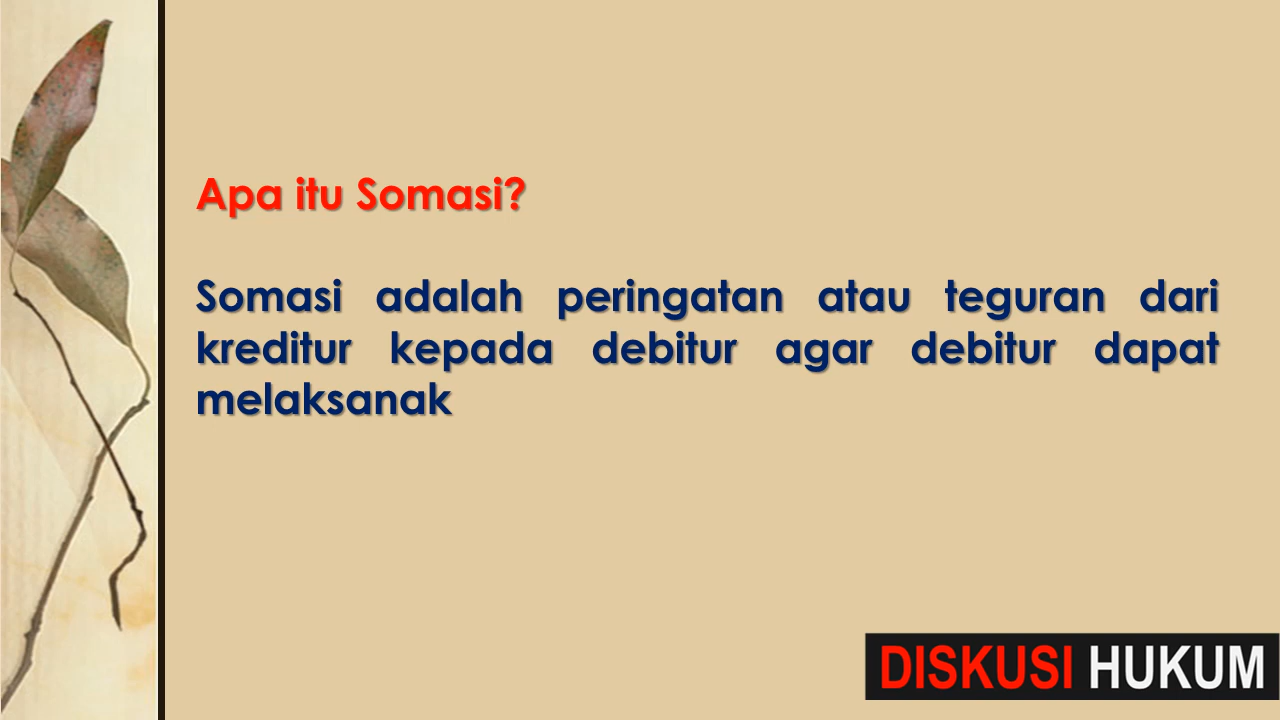 Apa itu Somasi?
Somasi adalah peringatan atau teguran dari
kreditur kepada debitur agar debitur dapat
melaksanak
DISKUSI HUKUM